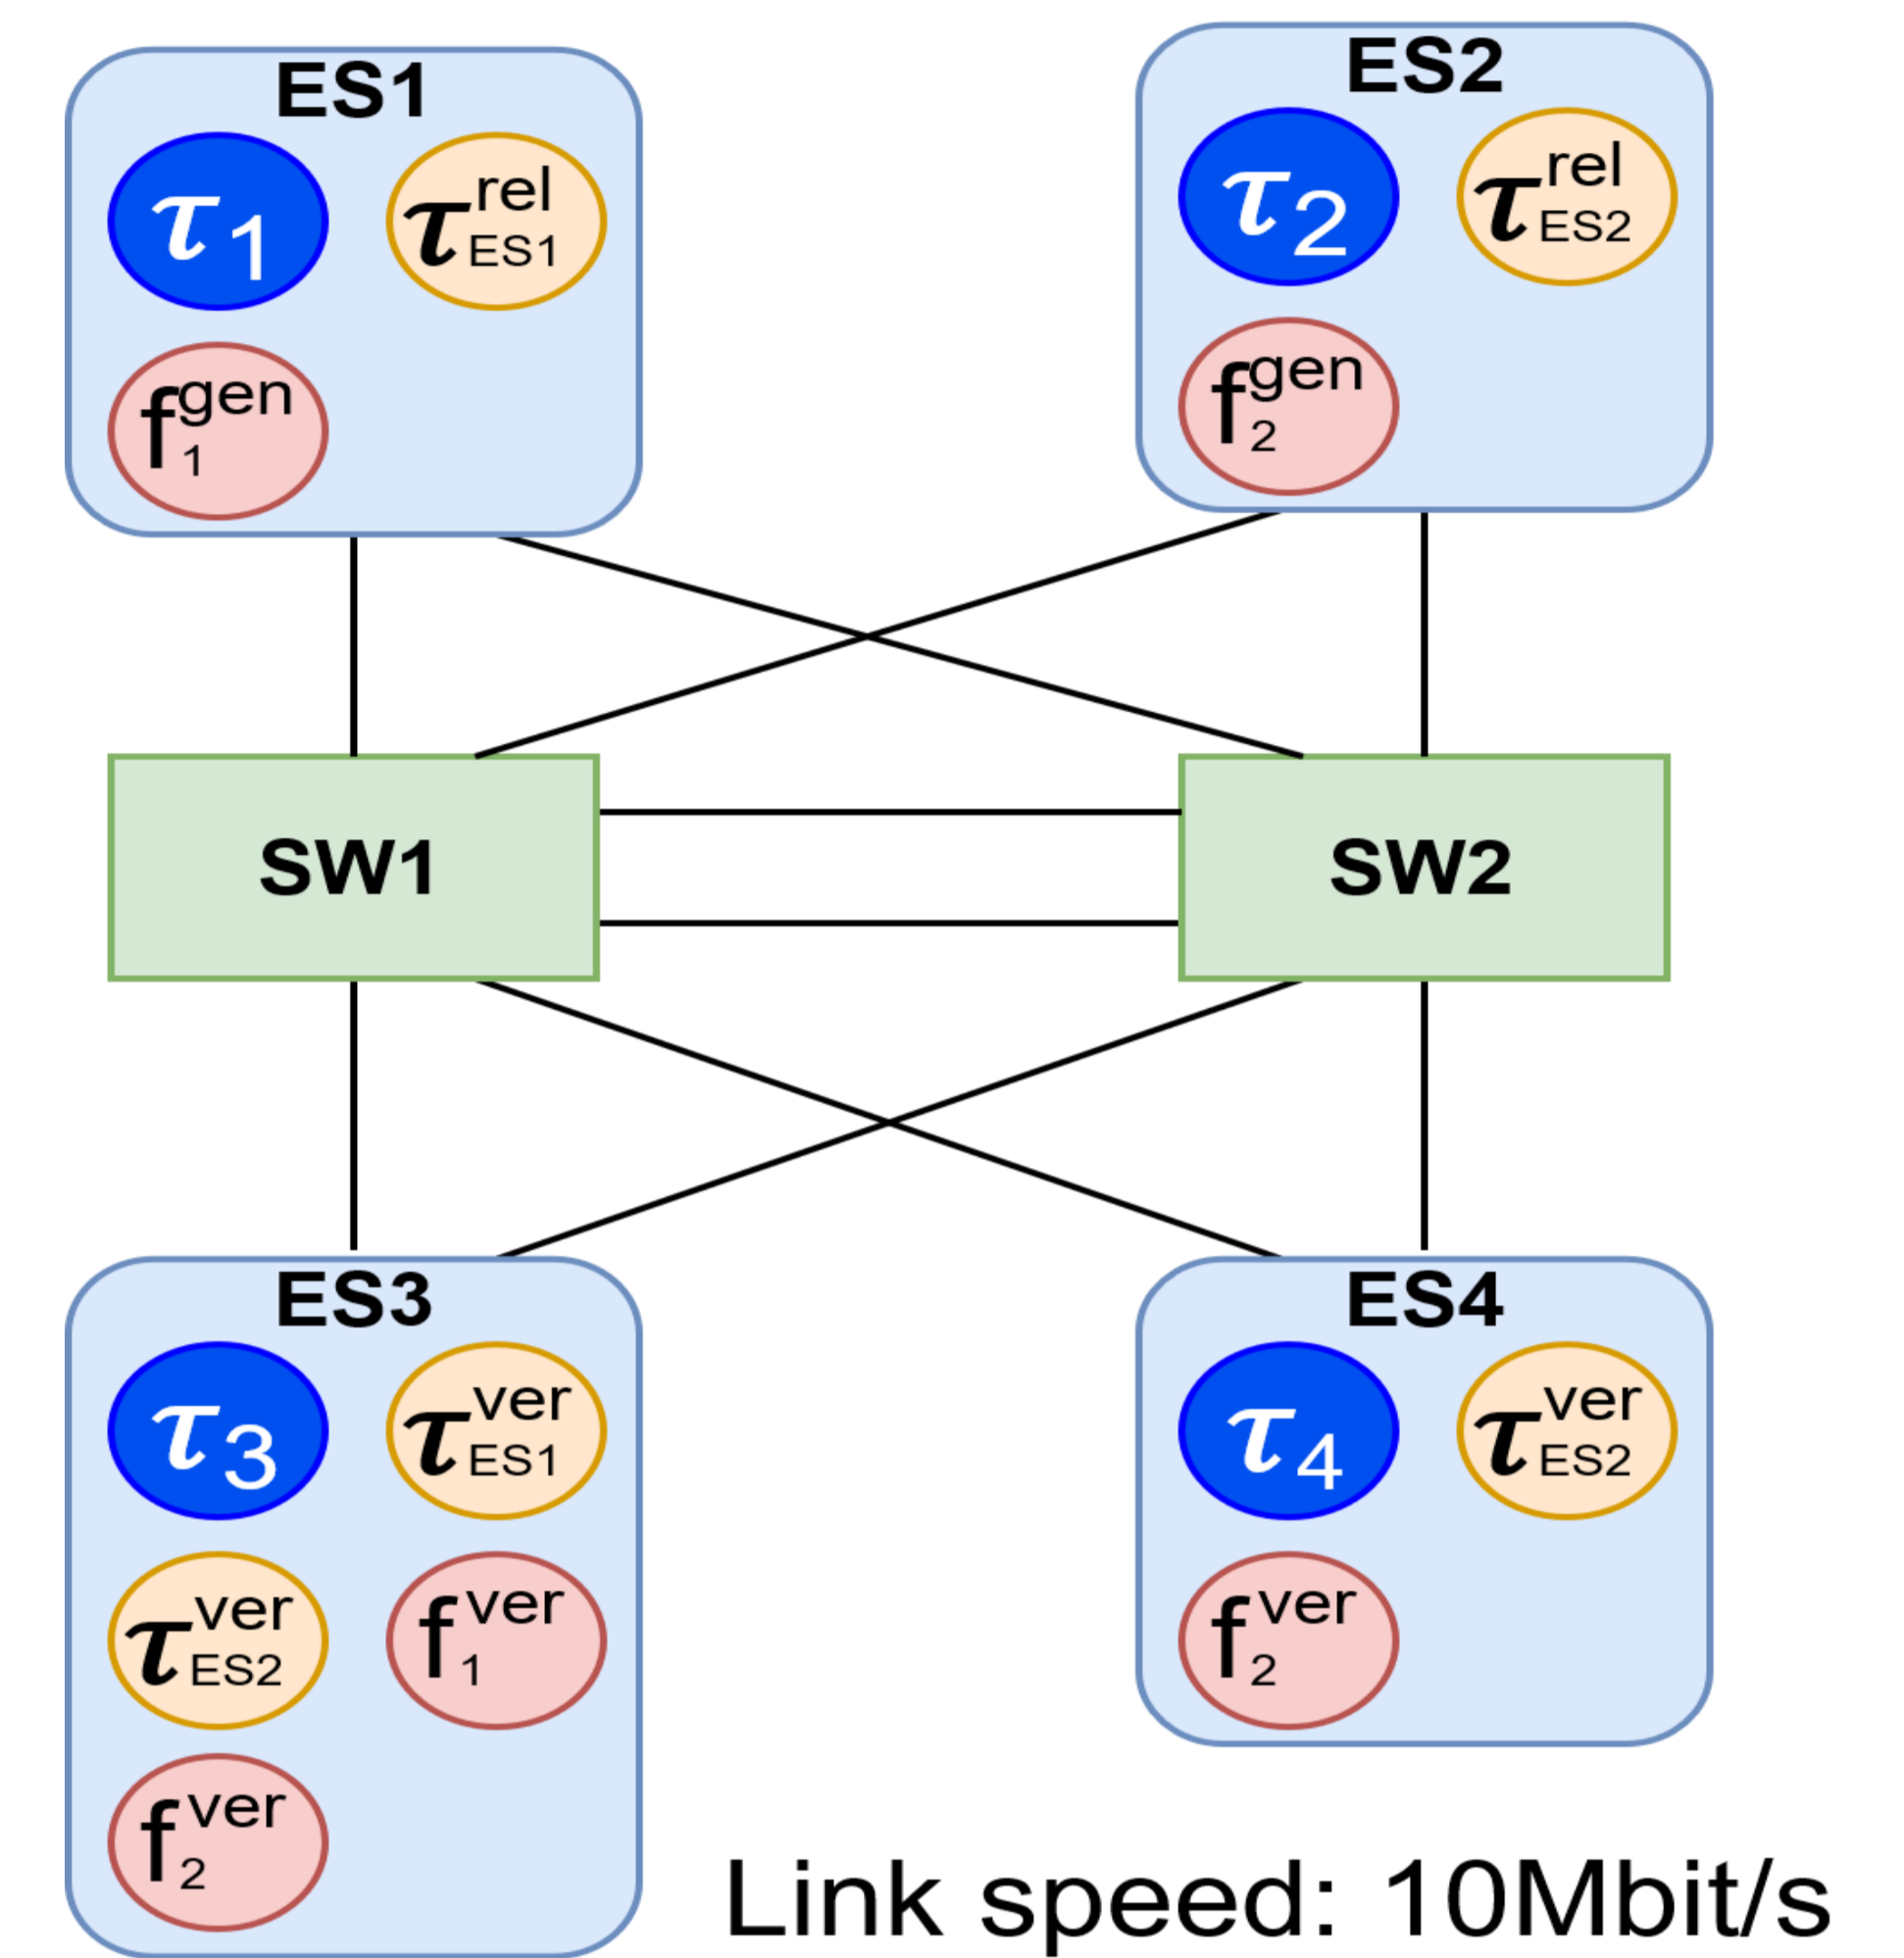 ES1
τ1
τ rel ES1
f gen 1
ES2
τ2
τ rel ES2
f gen 2
SW1
SW2
ES3
τ3
τ ver ES1
τ ver ES2
f ver 1
f ver 2
ES4
τ4
τ ver ES2
f ver 2
Link speed: 10Mbit/s